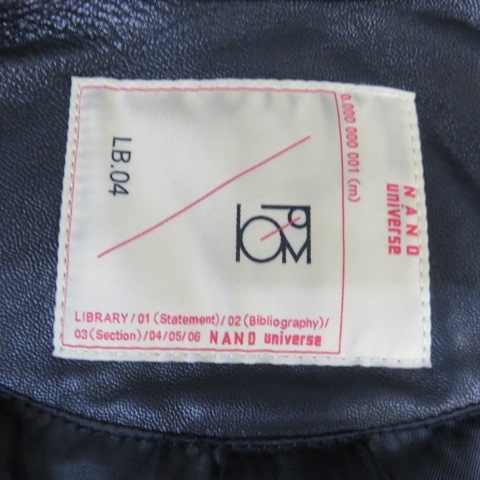 0.000 000 001 (m)
NANO
universe
LB.04
LIBRARY/01 (Statement)/02 (Bibliography)/
03 (Section)/04/05/06 NANO universe